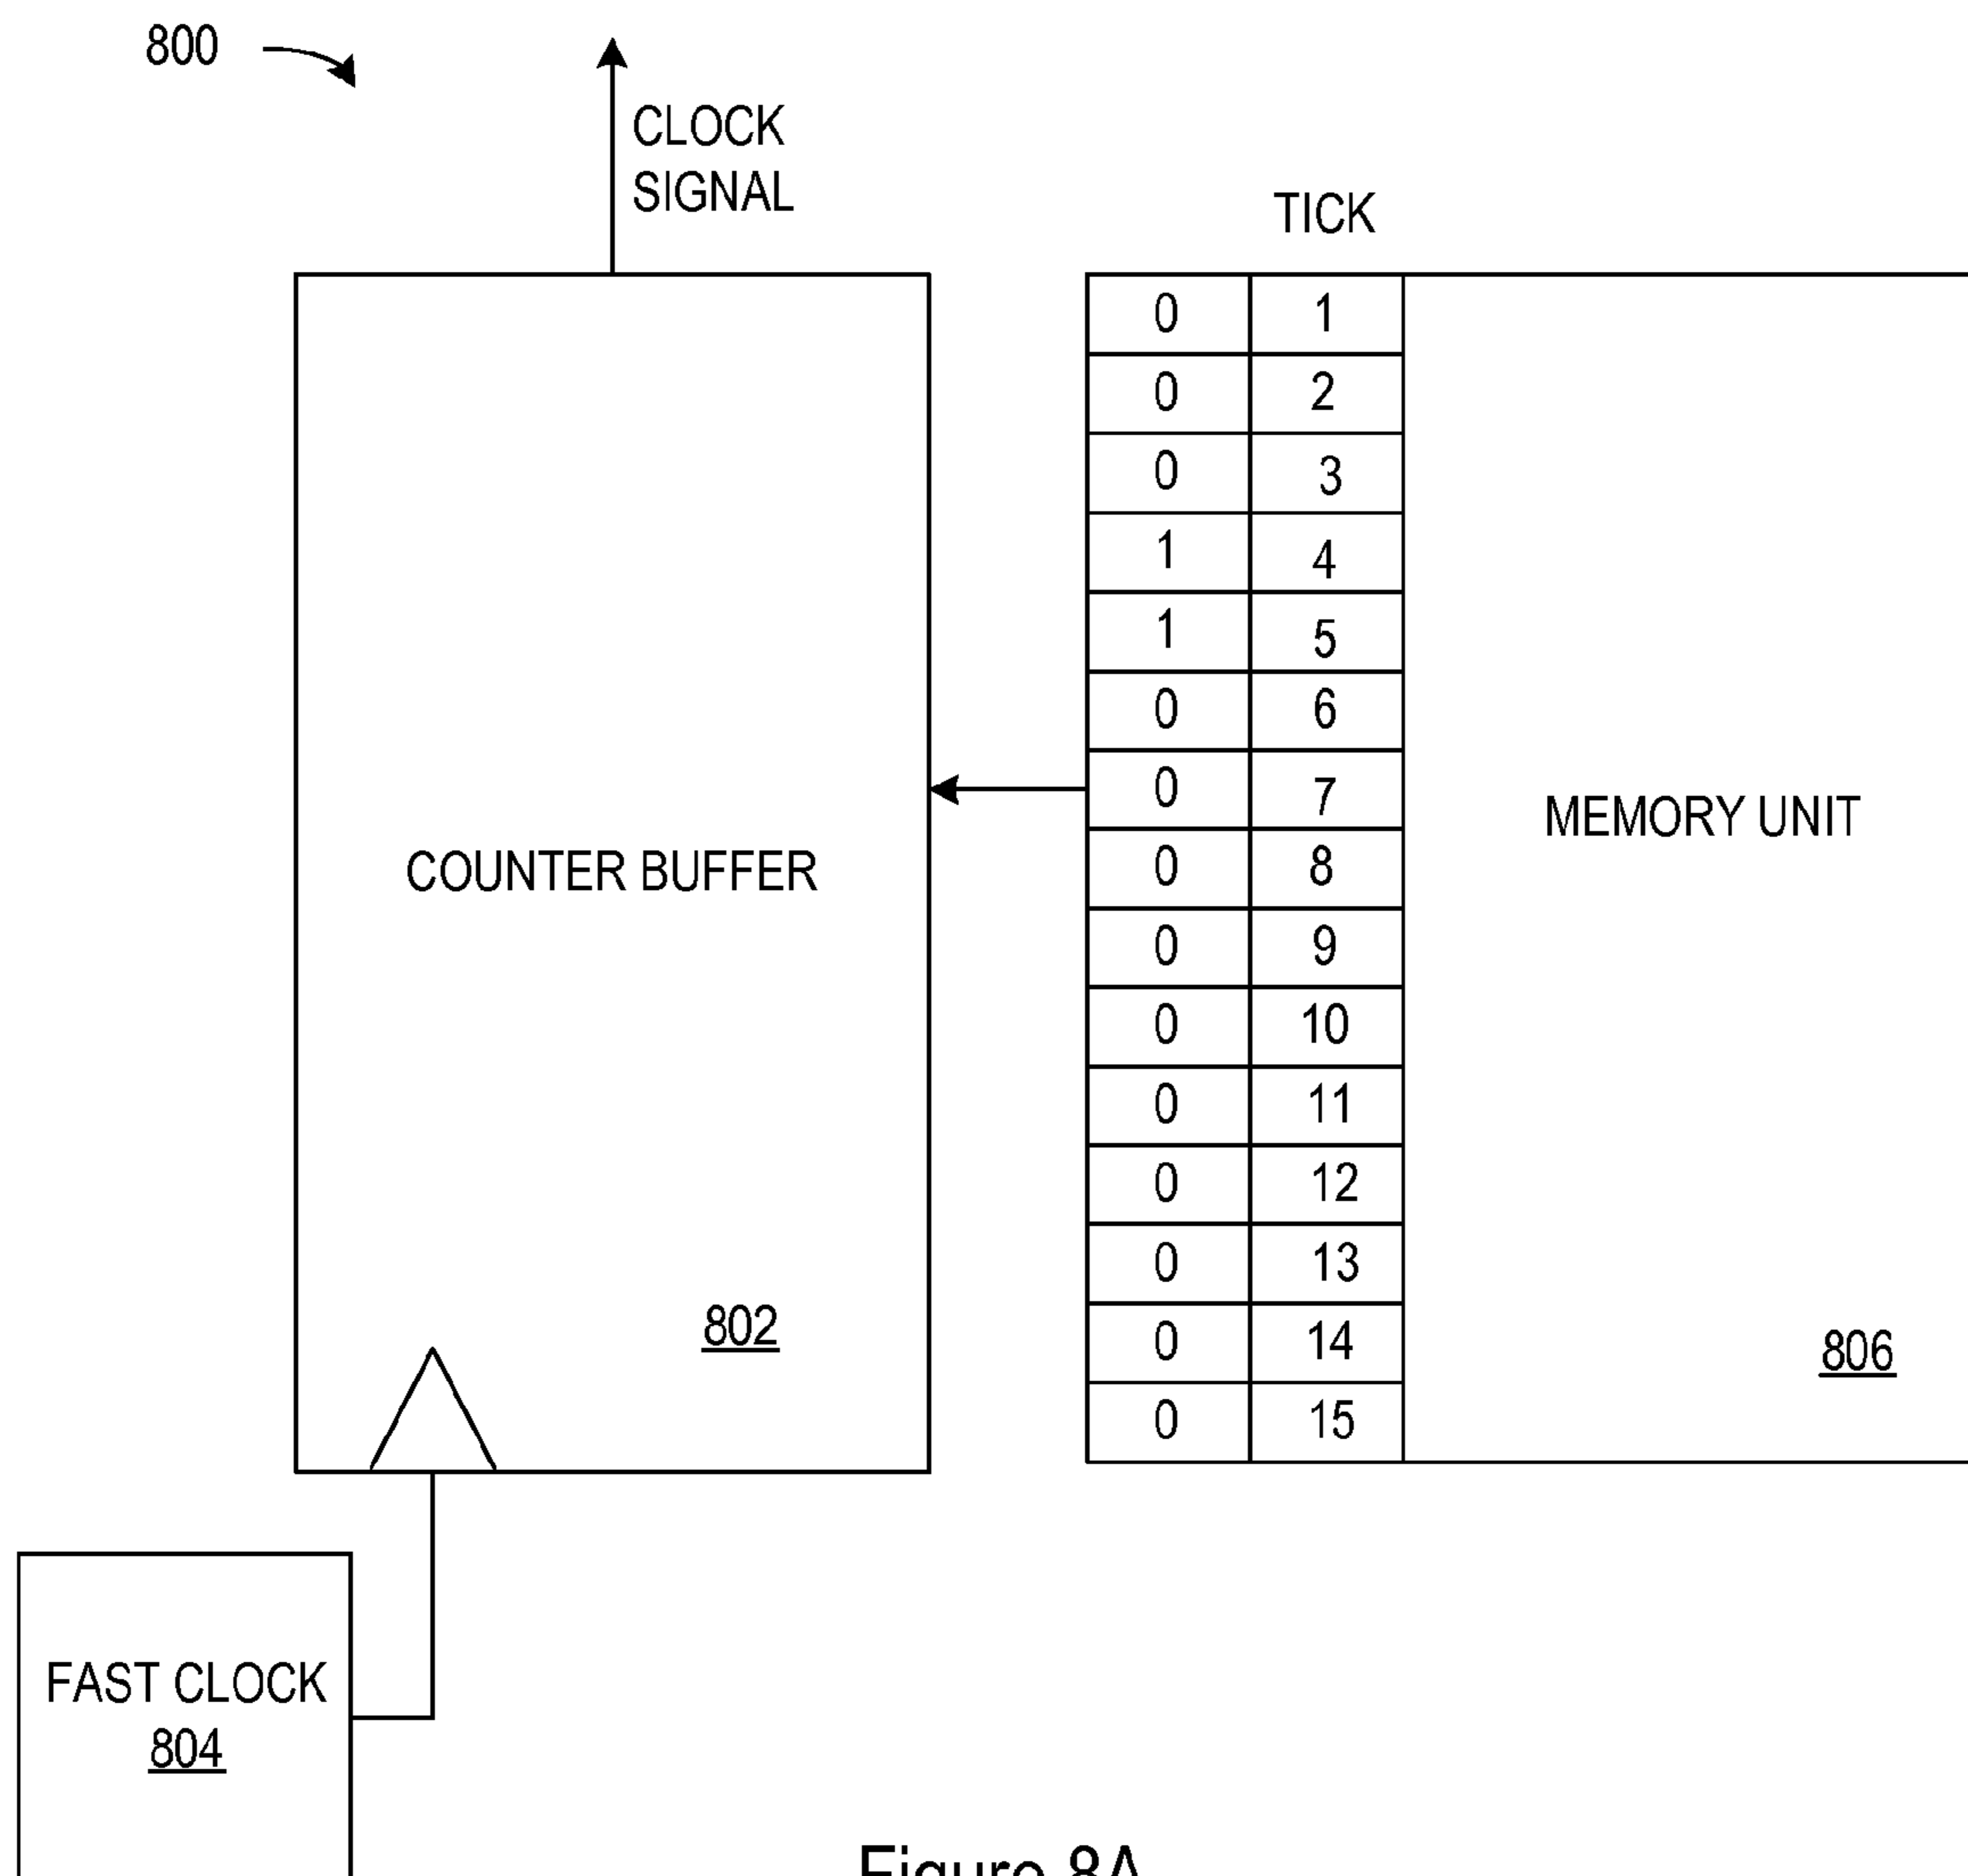 800
CLOCK
SIGNAL
TICK
0 1
0 2
0 3
1 4
1 5
0 6
0 7
0 8
0 9
0 10
0 11
0 12
0 13
0 14
0 15
MEMORY UNIT
COUNTER BUFFER
802
806
FAST CLOCK
804
Figure 8A